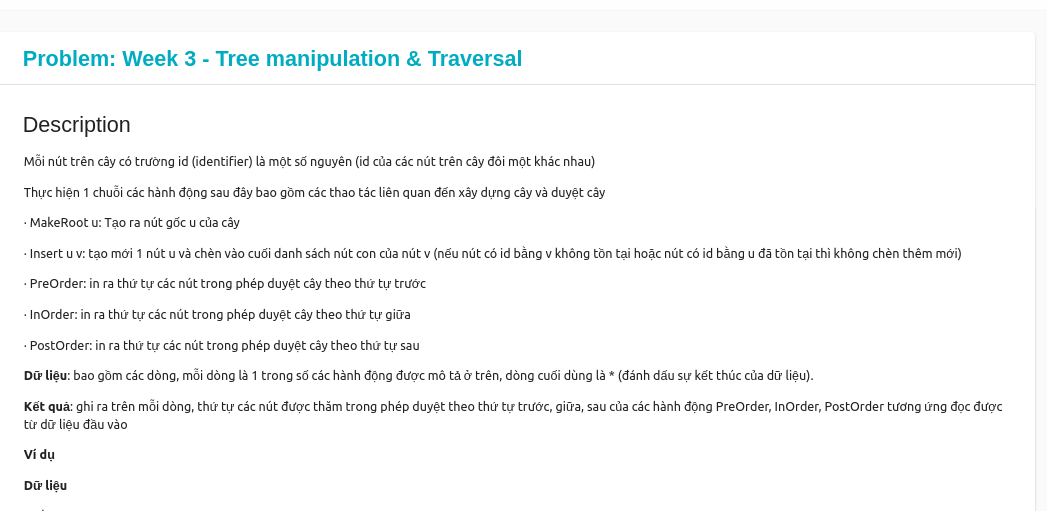 Problem: Week 3 - Tree manipulation & Traversal
Description
Mỗi nút trên cây có trường id (identifier) là một số nguyên (id của các nút trên cây đôi một khác nhau)
Thực hiện 1 chuỗi các hành động sau đây bao gồm các thao tác liên quan đến xây dựng cây và duyệt cây
· MakeRoot u: Tạo ra nút gốc u của cây
· Insert u v: tạo mới 1 nút u và chèn vào cuối danh sách nút con của nút v (nếu nút có id bằng v không tồn tại hoặc nút có id bằng u đã tồn tại thì không chèn thêm mới)
· PreOrder: in ra thứ tự các nút trong phép duyệt cây theo thứ tự trước
· InOrder: in ra thứ tự các nút trong phép duyệt cây theo thứ tự giữa
· PostOrder: in ra thứ tự các nút trong phép duyệt cây theo thứ tự sau
Dữ liệu: bao gồm các dòng, mỗi dòng là 1 trong số các hành động được mô tả ở trên, dòng cuối dùng là * (đánh dấu sự kết thúc của dữ liệu).
Kết quả: ghi ra trên mỗi dòng, thứ tự các nút được thăm trong phép duyệt theo thứ tự trước, giữa, sau của các hành động PreOrder, InOrder, PostOrder tương ứng đọc được
từ dữ liệu đầu vào
Ví dụ
Dữ liệu